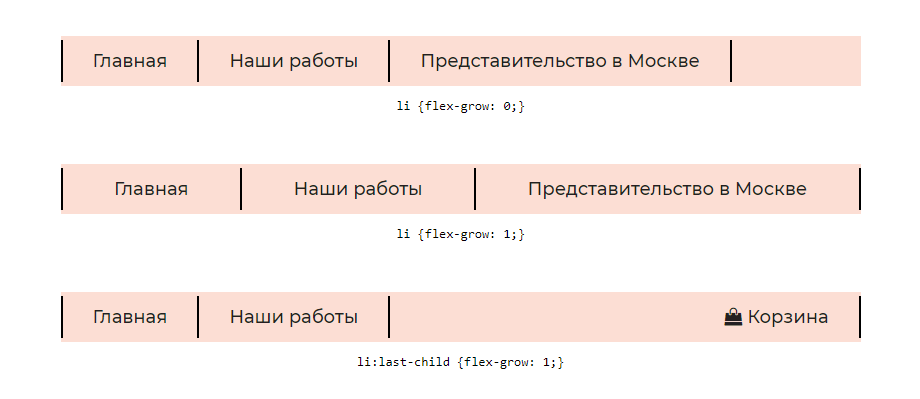 Главная Наши работы Представительство в Москве
li {flex-grow: 0;}
Главная Наши работы Представительство в Москве
li {flex-grow: 1;}
Главная Наши работы Корзина
li:last-child {flex-grow: 1;}